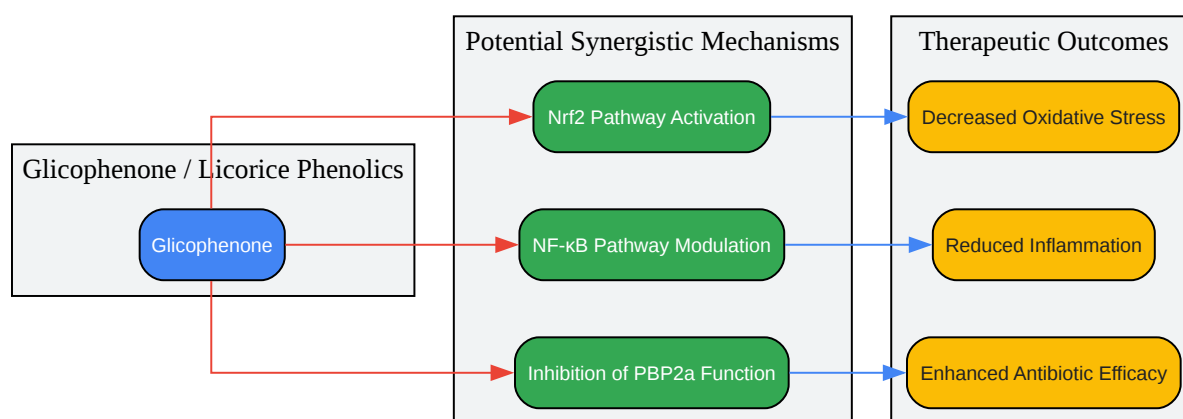 Potential Synergistic Mechanisms
Therapeutic Outcomes
Nrf2 Pathway Activation
Decreased Oxidative Stress
Glicophenone / Licorice Phenolics
Glicophenone
NF-κB Pathway Modulation
Reduced Inflammation
Inhibition of PBP2a Function
Enhanced Antibiotic Efficacy